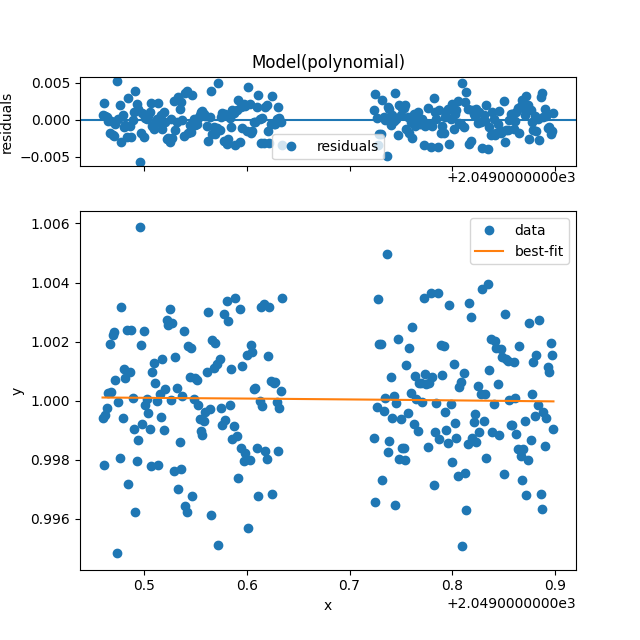 Model(polynomial)
residuals
0.005
0.000
−0.005
residuals
+2.0490000000e3
y
1.006
1.004
1.002
1.000
0.998
0.996
data
best-fit
0.5 0.6 0.7 0.8 0.9
x
+2.0490000000e3